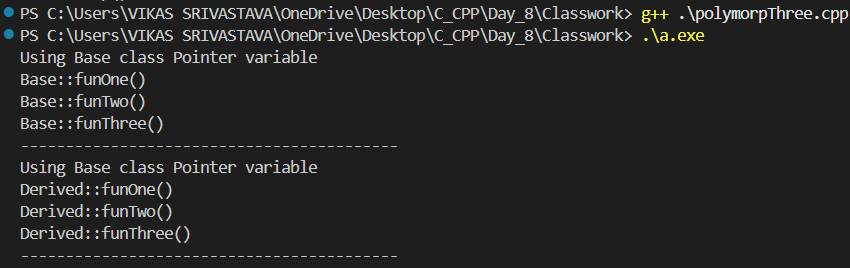 PS C:\Users\VIKAS SRIVASTAVA\OneDrive\Desktop\C_CPP\Day_8\Classwork> g++ .\polymorpThree.cpp
PS C:\Users\VIKAS SRIVASTAVA\OneDrive\Desktop\C_CPP\Day_8\Classwork> .\a.exe
Using Base class Pointer variable
Base::funOne()
Base::funTwo()
Base::funThree()
------------------------------------------
Using Base class Pointer variable
Derived::funOne()
Derived::funTwo()
Derived::funThree()
------------------------------------------